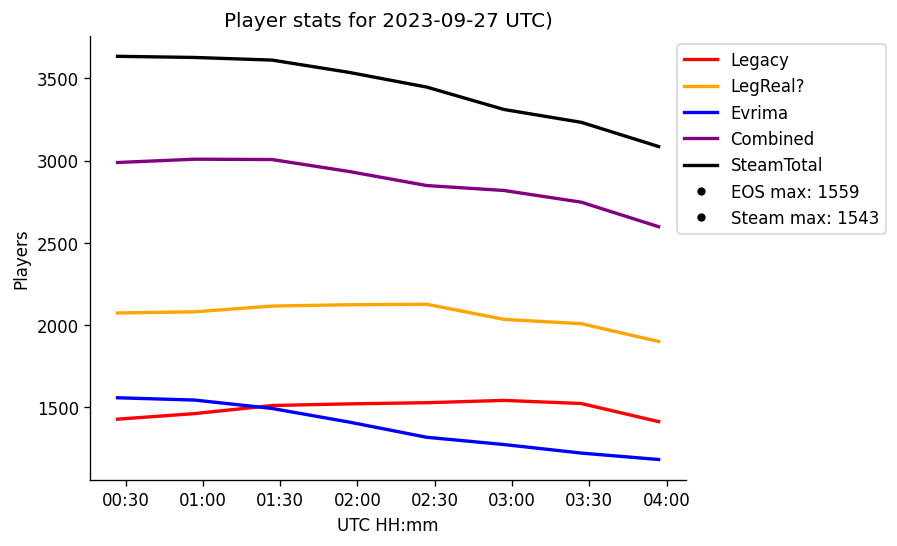 Player stats for 2023-09-27 UTC)
Legacy
LegReal?
Evrima
Combined
SteamTotal
EOS max: 1559
Steam max: 1543
Players
3500
3000
2500
2000
1500
00:30 01:00 01:30 02:00 02:30 03:00 03:30 04:00
UTC HH:mm